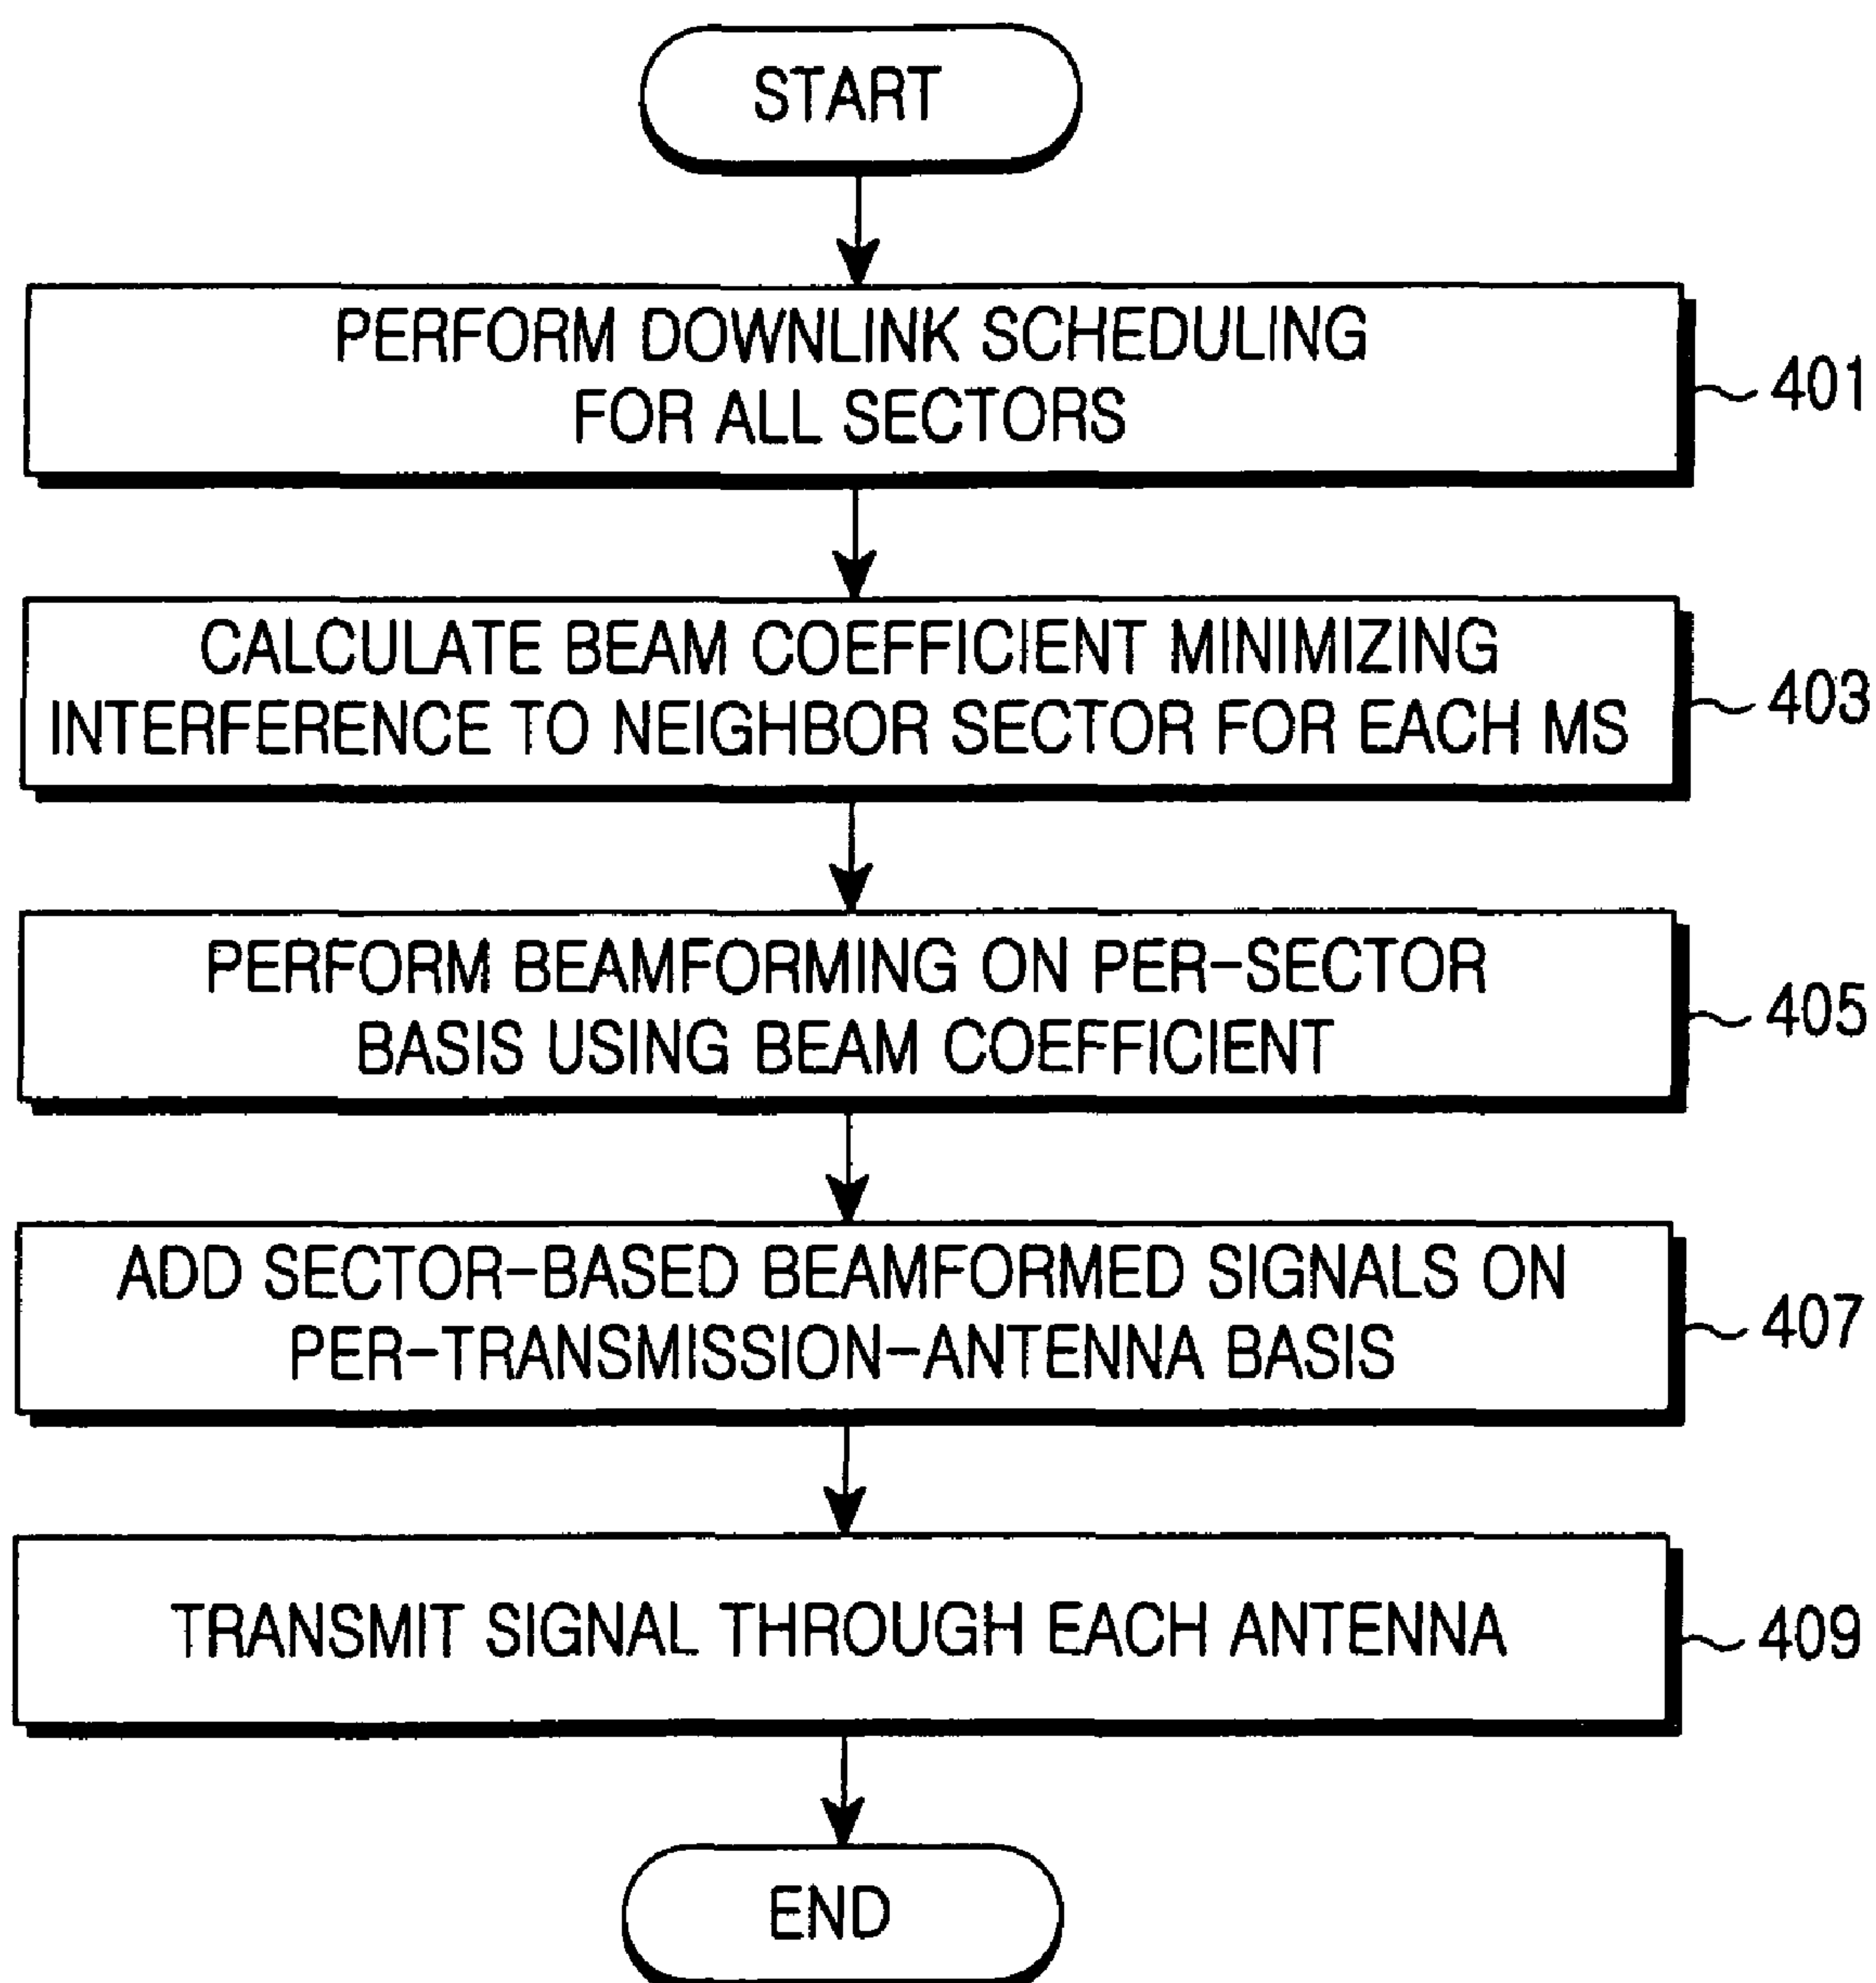 START
PERFORM DOWNLINK SCHEDULING
FOR ALL SECTORS
401
CALCULATE BEAM COEFFICIENT MINIMIZING
INTERFERENCE TO NEIGHBOR SECTOR FOR EACH MS
403
PERFORM BEAMFORMING ON PER-SECTOR
BASIS USING BEAM COEFFICIENT
405
ADD SECTOR-BASED BEAMFORMED SIGNALS ON
PER-TRANSMISSION-ANTENNA BASIS
407
TRANSMIT SIGNAL THROUGH EACH ANTENNA
409
END